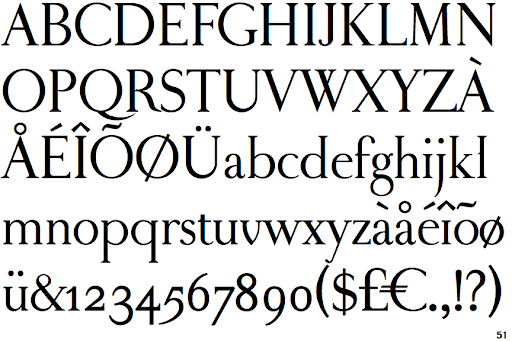 ABCDEFGHIJKLMN
OPQRSTUVWXYZÀ
ÅÉÎÕØÜabcdefghijkl
mnopqrstuvwxyzàåéîõø
ü&1234567890($£€.,!?)
51